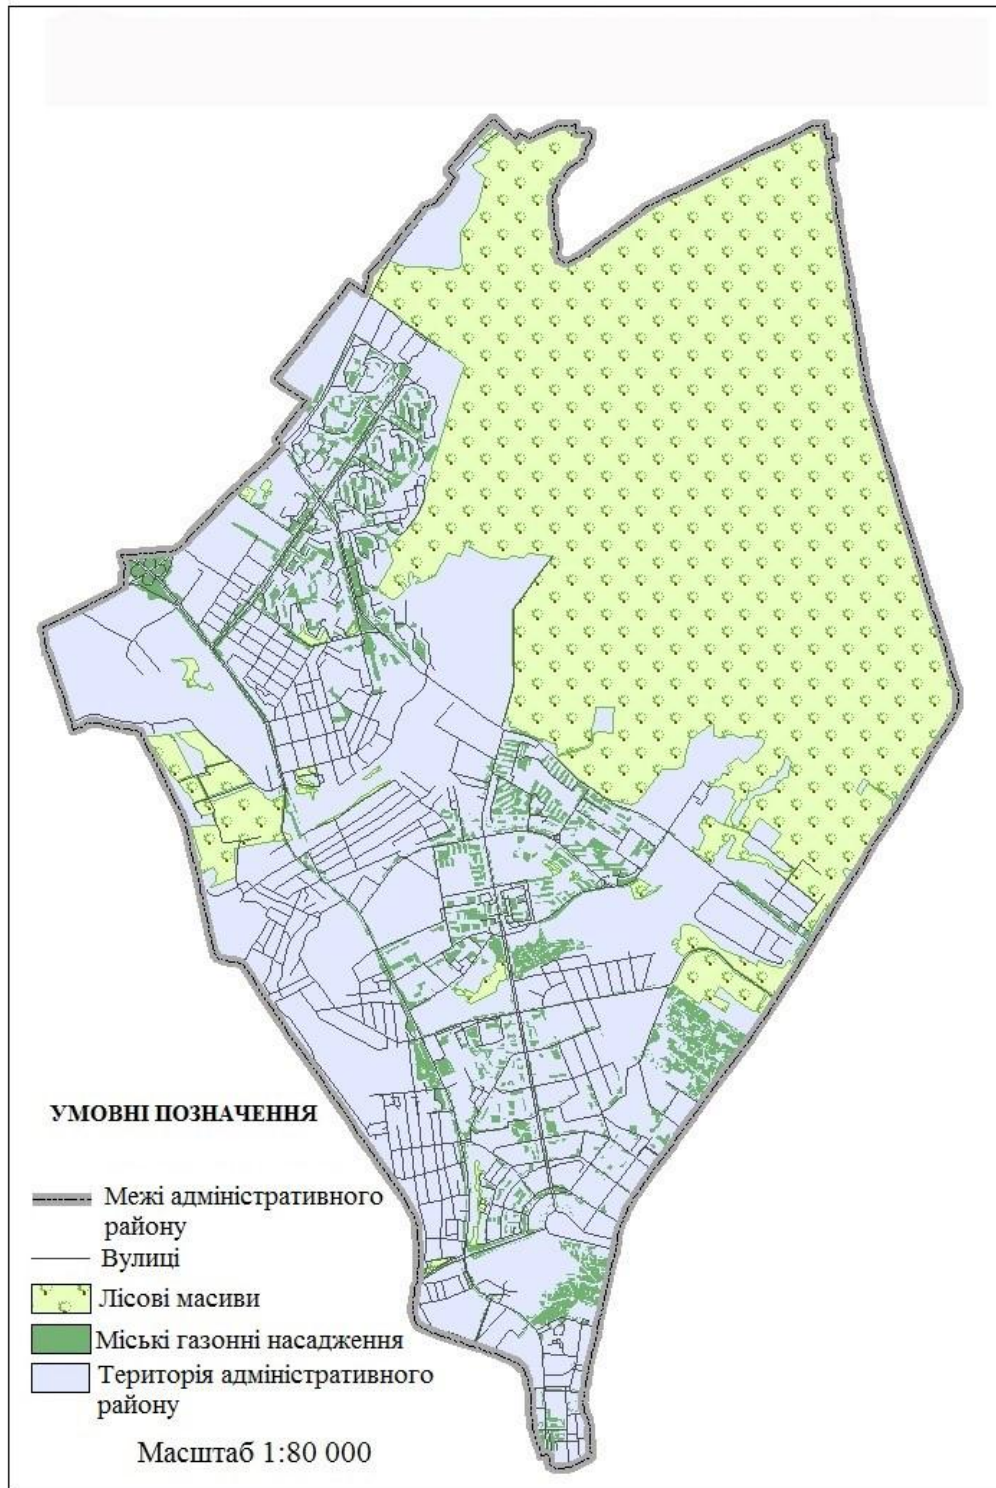 УМОВНІ ПОЗНАЧЕННЯ
Межі адміністративного
району
Вулиці
Лісові масиви
Міські газонні насадження
Територія адміністративного
району
Масштаб 1:80 000